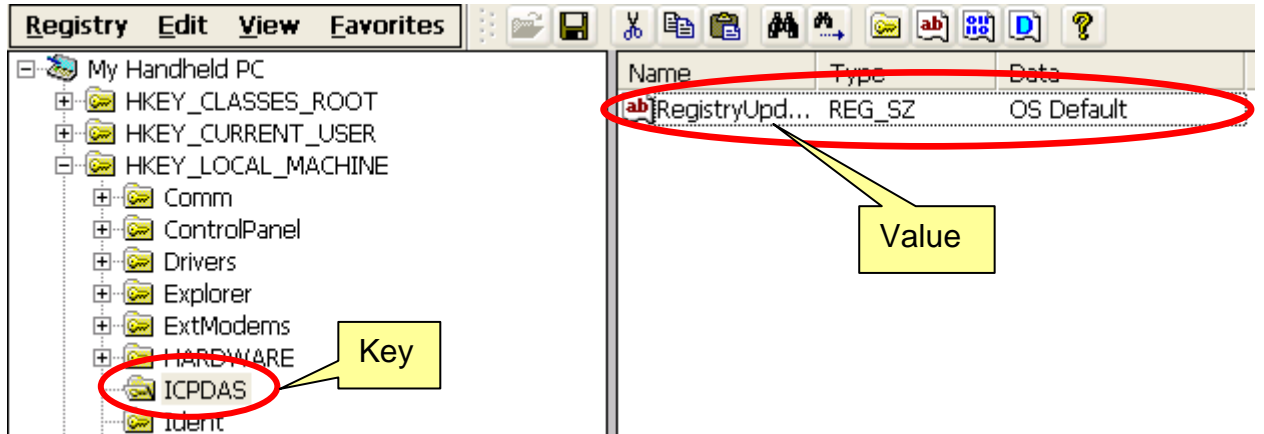 Registry Edit View Favorites
My Handheld PC
HKEY_CLASSES_ROOT
HKEY_CURRENT_USER
HKEY_LOCAL_MACHINE
Comm
ControlPanel
Drivers
Explorer
ExtModems
HARDWARE
ICPDAS
Ident
Key
Name Type Data
RegistryUpd... REG_SZ OS Default
Value